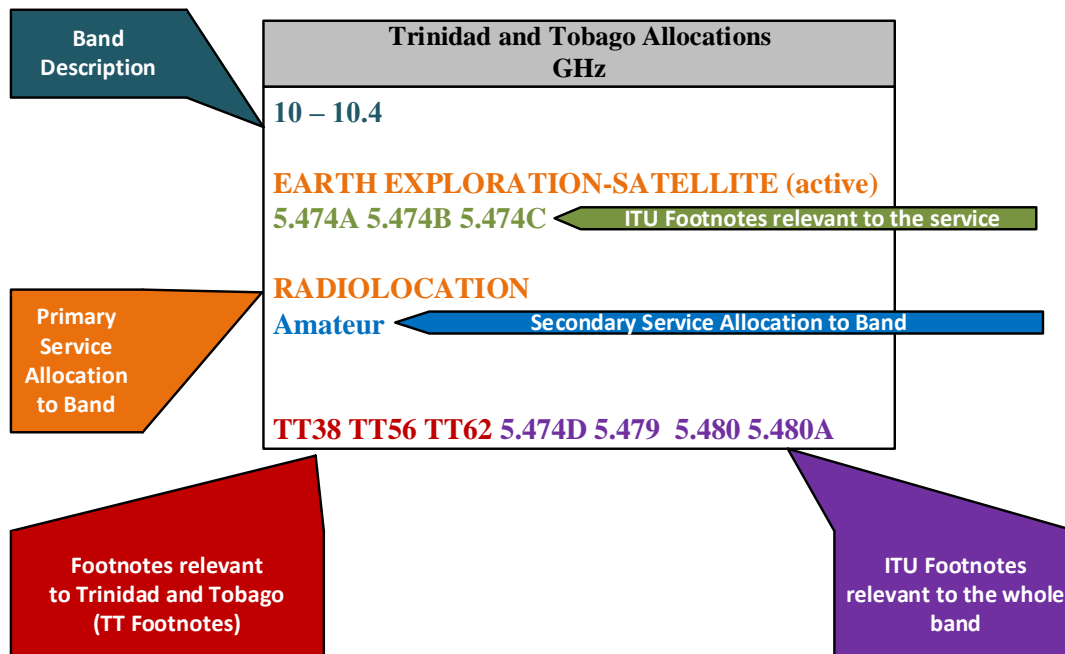 Band
Description
Trinidad and Tobago Allocations
GHz
10 – 10.4
EARTH EXPLORATION-SATELLITE (active)
5.474A 5.474B 5.474C
ITU Footnotes relevant to the service
RADIOLOCATION
Amateur
Secondary Service Allocation to Band
Primary
Service
Allocation
to Band
TT38 TT56 TT62 5.474D 5.479 5.480 5.480A
Footnotes relevant
to Trinidad and Tobago
(TT Footnotes)
ITU Footnotes
relevant to the whole
band